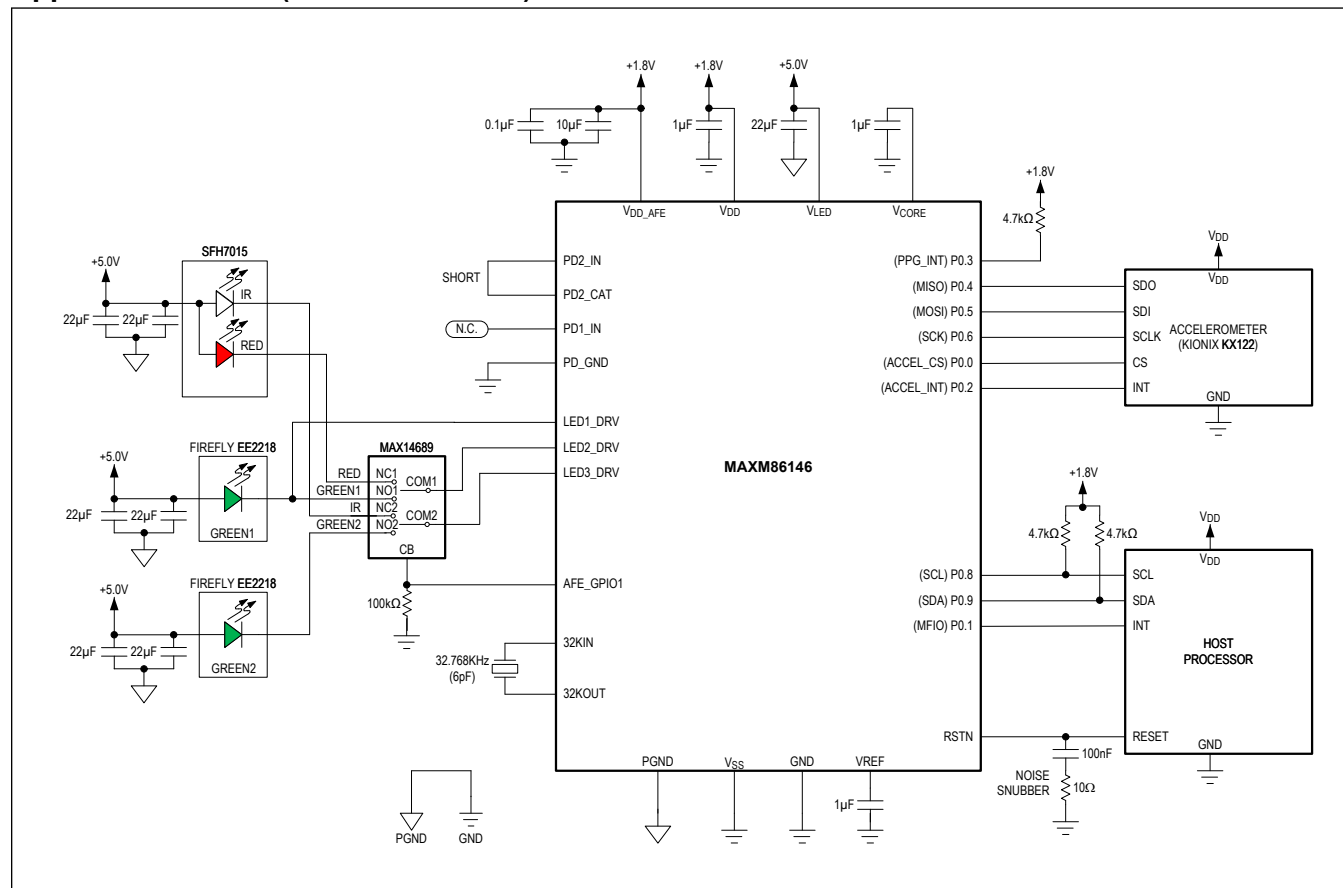 +1.8V
+1.8V
+5.0V
0.1µF
10µF
1µF
22µF
1µF
VDD_AFE
VDD
VLED
VCORE
+1.8V
4.7kΩ
SFH7015
+5.0V
IR
RED
22µF
22µF
SHORT
PD2_IN
PD2_CAT
N.C.
PD1_IN
PD_GND
LED1_DRV
LED2_DRV
LED3_DRV
MAXM86146
(PPG_INT) P0.3
(MISO) P0.4
(MOSI) P0.5
(SCK) P0.6
(ACCEL_CS) P0.0
(ACCEL_INT) P0.2
VDD
VDD
SDO
SDI
SCLK
CS
INT
ACCELEROMETER
(KIONIX KX122)
GND
FIREFLY EE2218
+5.0V
22µF
22µF
GREEN1
MAX14689
RED
NC1
GREEN1
NO1
IR
NC2
GREEN2
NO2
COM1
COM2
CB
FIREFLY EE2218
+5.0V
22µF
22µF
GREEN2
100kΩ
AFE_GPIO1
32.768KHz
(6pF)
32KIN
32KOUT
+1.8V
4.7kΩ
4.7kΩ
(SCL) P0.8
(SDA) P0.9
(MFIO) P0.1
RSTN
VDD
VDD
SCL
SDA
INT
HOST
PROCESSOR
RESET
GND
100nF
NOISE
SNUBBER
10Ω
PGND
VSS
GND
VREF
1µF
PGND
GND